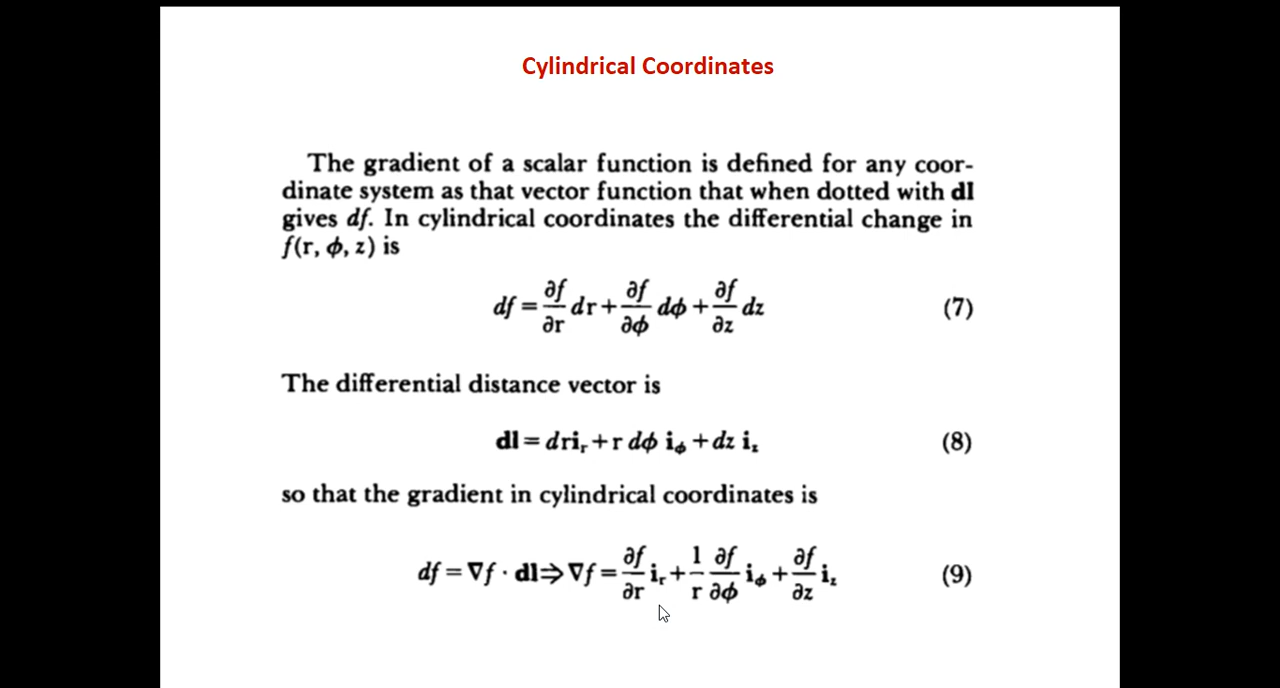 Cylindrical Coordinates
The gradient of a scalar function is defined for any coor-
dinate system as that vector function that when dotted with dl
gives df. In cylindrical coordinates the differential change in
f(r, ϕ, z) is
df = ∂f/∂r dr + ∂f/∂ϕ dϕ + ∂f/∂z dz (7)
The differential distance vector is
dl = dr i_r + r dϕ i_ϕ + dz i_z (8)
so that the gradient in cylindrical coordinates is
df = ∇f · dl ⇒ ∇f = ∂f/∂r i_r + 1/r ∂f/∂ϕ i_ϕ + ∂f/∂z i_z (9)